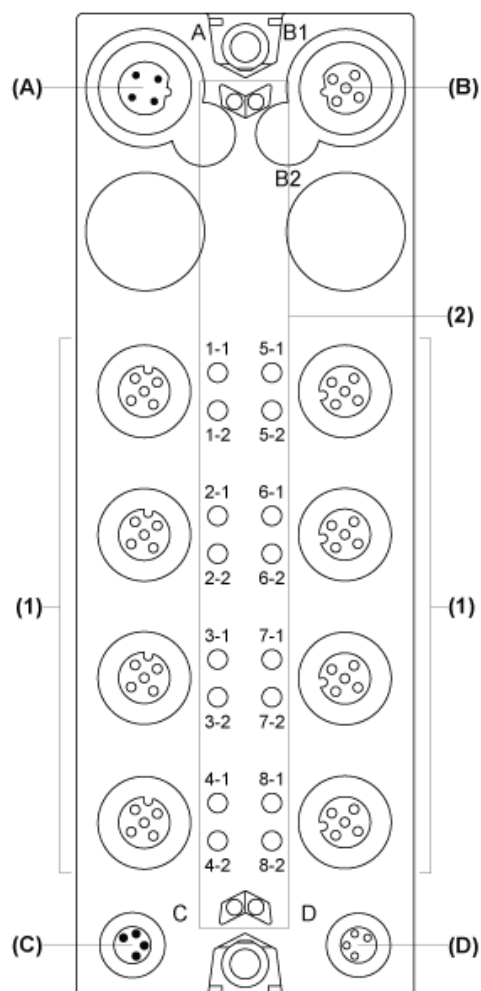 A B1
(A) (B)
B2
(2)
1-1 5-1
1-2 5-2
2-1 6-1
2-2 6-2
(1) (1)
3-1 7-1
3-2 7-2
4-1 8-1
4-2 8-2
C D
(C) (D)